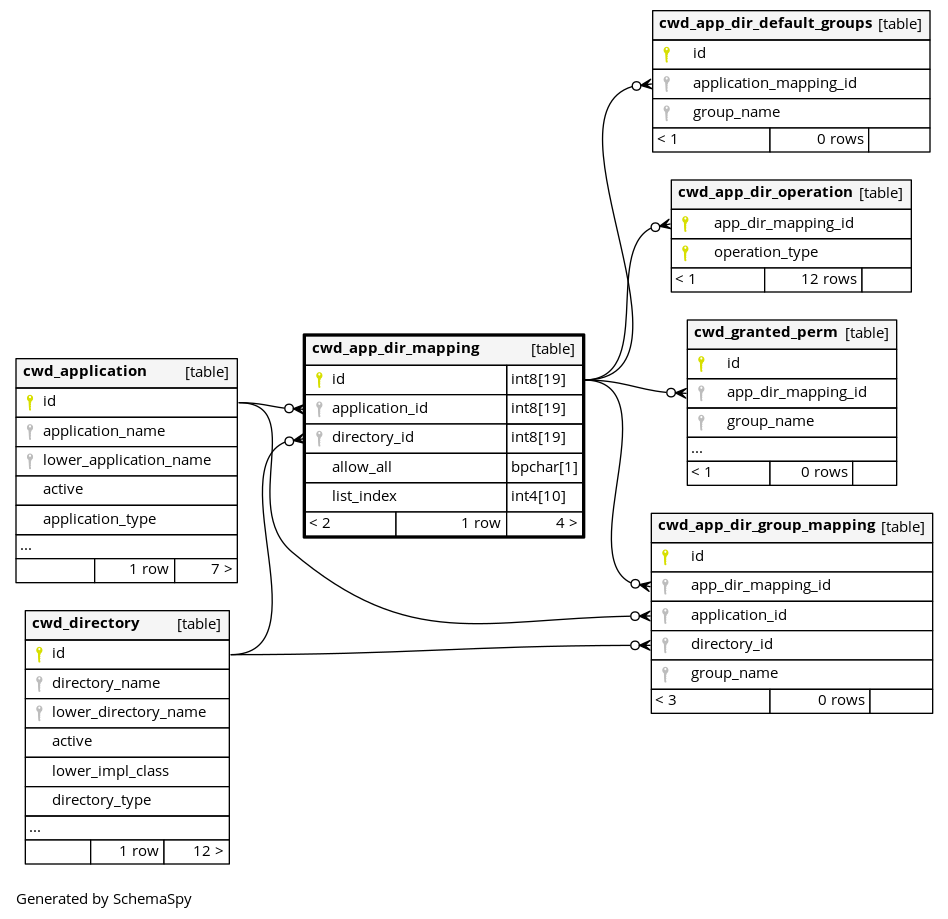 cwd_app_dir_default_groups [table]
id
application_mapping_id
group_name
< 1 0 rows
cwd_app_dir_operation [table]
app_dir_mapping_id
operation_type
< 1 12 rows
cwd_granted_perm [table]
id
app_dir_mapping_id
group_name
...
< 1 0 rows
cwd_app_dir_mapping [table]
id int8[19]
application_id int8[19]
directory_id int8[19]
allow_all bpchar[1]
list_index int4[10]
< 2 1 row 4 >
cwd_application [table]
id
application_name
lower_application_name
active
application_type
...
1 row 7 >
cwd_app_dir_group_mapping [table]
id
app_dir_mapping_id
application_id
directory_id
group_name
< 3 0 rows
cwd_directory [table]
id
directory_name
lower_directory_name
active
lower_impl_class
directory_type
...
1 row 12 >
Generated by SchemaSpy